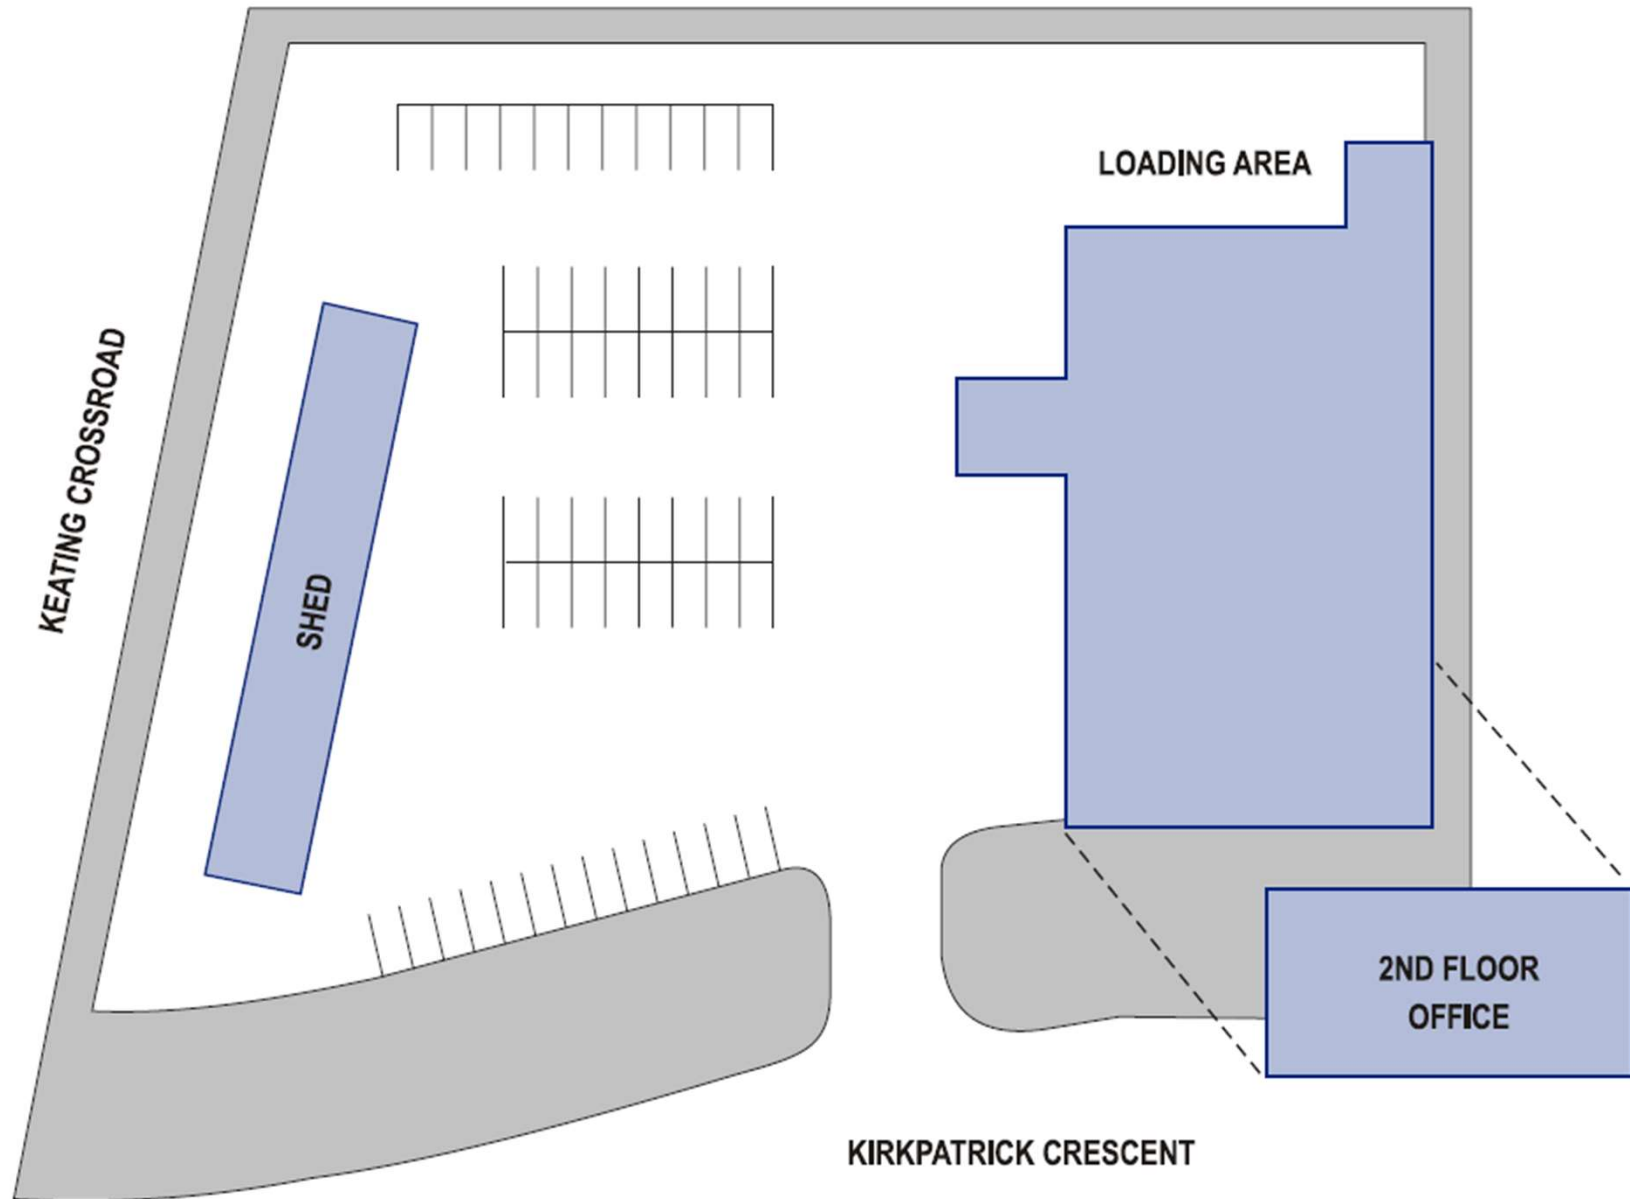 LOADING AREA
KEATING CROSSROAD
SHED
2ND FLOOR
OFFICE
KIRKPATRICK CRESCENT